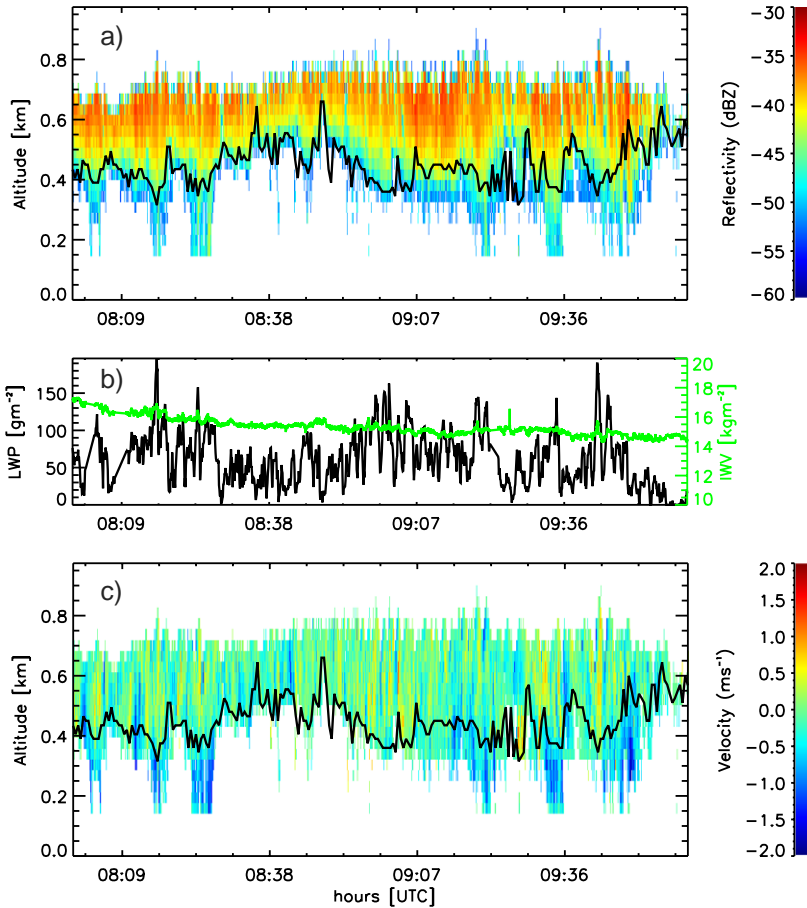 a)
Altitude [km]
0.8
0.6
0.4
0.2
0.0
08:09 08:38 09:07 09:36
Reflectivity (dBZ)
−30
−35
−40
−45
−50
−55
−60
b)
LWP [gm⁻²]
150
100
50
0
20
18
16
14
12
10
IWV [kgm⁻²]
08:09 08:38 09:07 09:36
c)
Altitude [km]
0.8
0.6
0.4
0.2
0.0
08:09 08:38 09:07 09:36
hours [UTC]
Velocity (ms⁻¹)
2.0
1.5
1.0
0.5
0.0
−0.5
−1.0
−1.5
−2.0